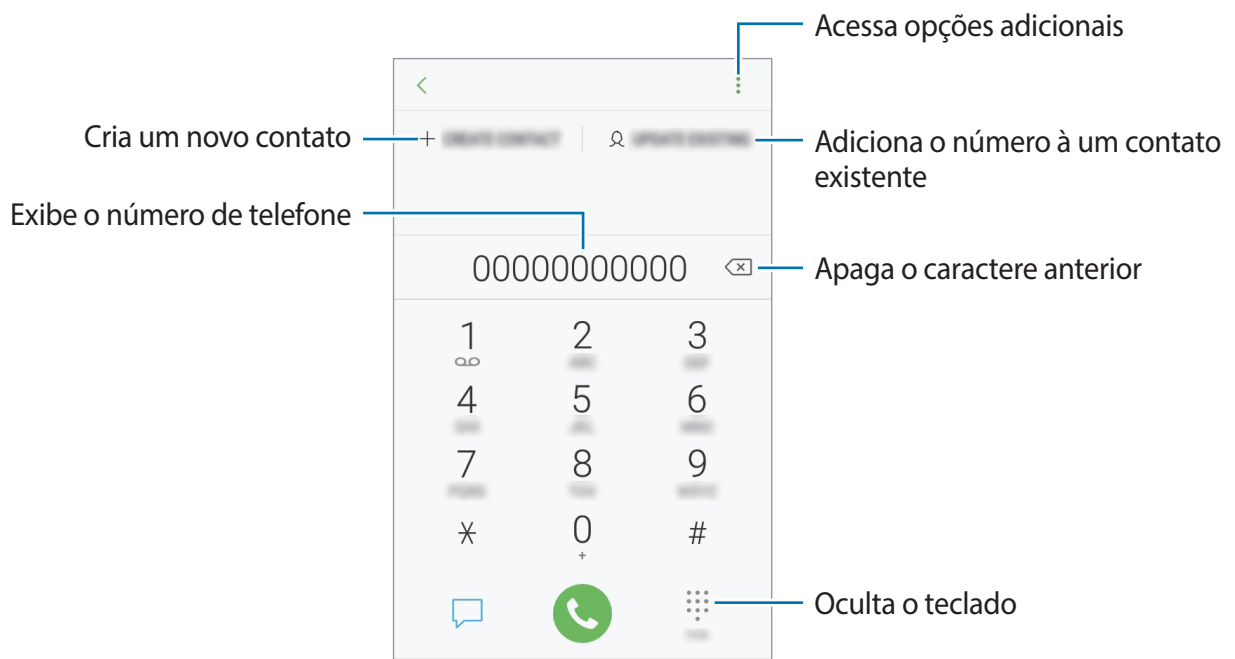 Acessa opções adicionais
Cria um novo contato
Adiciona o número à um contato
existente
Exibe o número de telefone
00000000000
Apaga o caractere anterior
1 2 3
4 5 6
7 8 9
* 0 #
+
Oculta o teclado